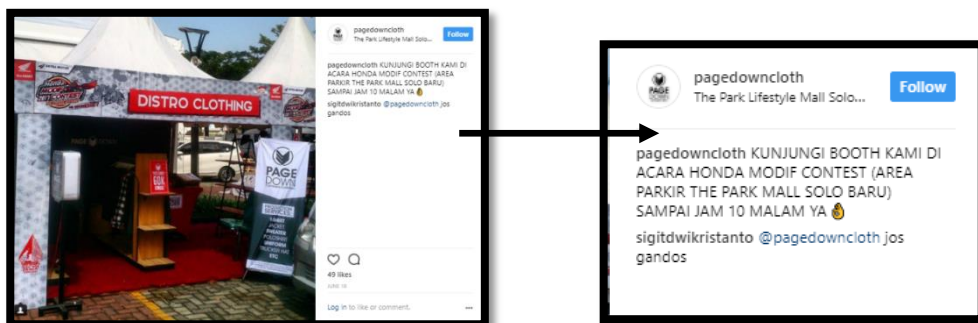 DISTRO CLOTHING
PAGE
DOWN
pagedowncloth
The Park Lifestyle Mall Solo...
Follow
pagedowncloth KUNJUNGI BOOTH KAMI DI
ACARA HONDA MODIF CONTEST (AREA
PARKIR THE PARK MALL SOLO BARU)
SAMPAI JAM 10 MALAM YA 👌
sigitdwikristanto @pagedowncloth jos
gandos
49 likes
Log in to like or comment.
PAGE
DOWN
pagedowncloth
The Park Lifestyle Mall Solo...
Follow
pagedowncloth KUNJUNGI BOOTH KAMI DI
ACARA HONDA MODIF CONTEST (AREA
PARKIR THE PARK MALL SOLO BARU)
SAMPAI JAM 10 MALAM YA 👌
sigitdwikristanto @pagedowncloth jos
gandos